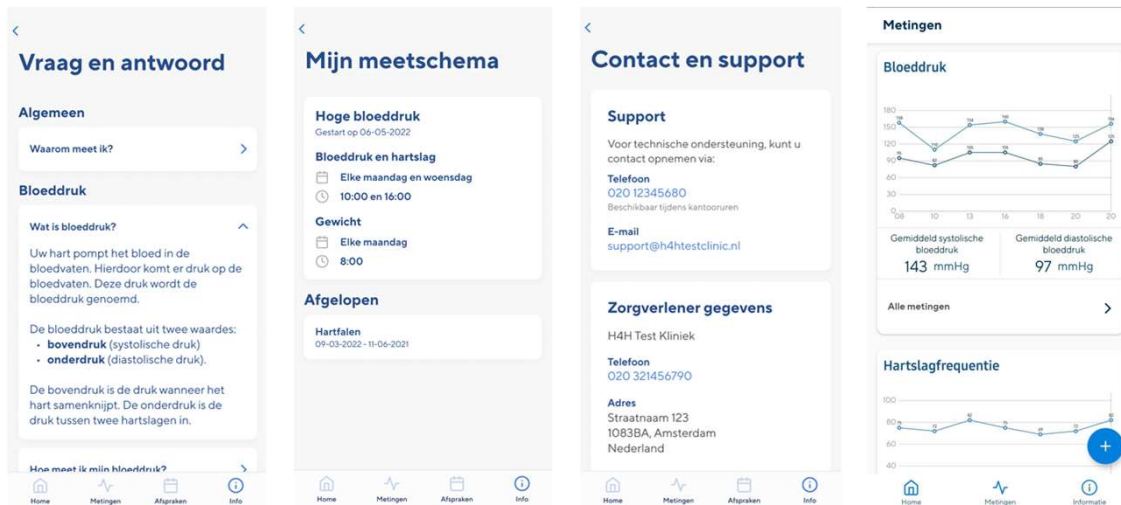 Vraag en antwoord
Algemeen
Waarom meet ik?
Bloeddruk
Wat is bloeddruk?
Uw hart pompt het bloed in de
bloedvaten. Hierdoor komt er druk op de
bloedvaten. Deze druk wordt de
bloeddruk genoemd.
De bloeddruk bestaat uit twee waardes:
• bovendruk (systolische druk)
• onderdruk (diastolische druk).
De bovendruk is de druk wanneer het
hart samenknijpt. De onderdruk is de
druk tussen twee hartslagen in.
Hoe meet ik mijn bloeddruk?
Home Metingen Afspraken Info
Mijn meetschema
Hoge bloeddruk
Gestart op 06-05-2022
Bloeddruk en hartslag
Elke maandag en woensdag
10:00 en 16:00
Gewicht
Elke maandag
8:00
Afgelopen
Hartfalen
09-03-2022 - 11-06-2021
Home Metingen Afspraken Info
Contact en support
Support
Voor technische ondersteuning, kunt u
contact opnemen via:
Telefoon
020 12345680
Beschikbaar tijdens kantooruren
E-mail
support@h4htestclinic.nl
Zorgverlener gegevens
H4H Test Kliniek
Telefoon
020 321456790
Adres
Straatnaam 123
1083BA, Amsterdam
Nederland
Home Metingen Afspraken Info
Metingen
Bloeddruk
180
150
120
90
60
30
0
08 10 13 16 18 20 20
Gemiddeld systolische Gemiddeld diastolische
bloeddruk bloeddruk
143 mmHg 97 mmHg
Alle metingen
Hartslagfrequentie
100
80
60
40
Home Metingen Informatie